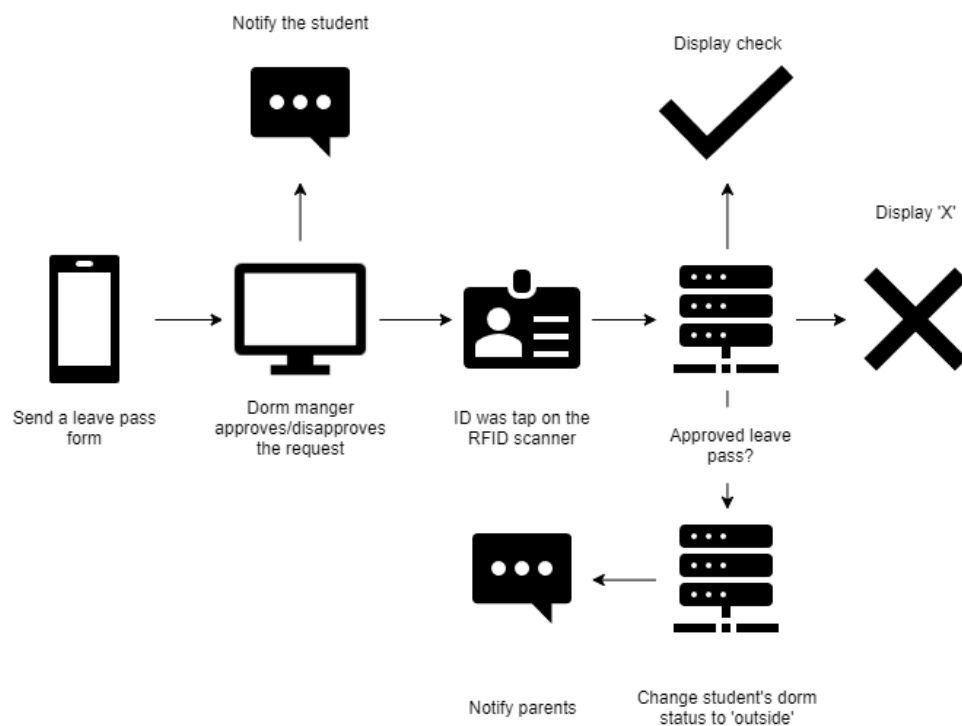 Notify the student
Display check
Display 'X'
Send a leave pass
form
Dorm manger
approves/disapproves
the request
ID was tap on the
RFID scanner
Approved leave
pass?
Notify parents
Change student's dorm
status to 'outside'